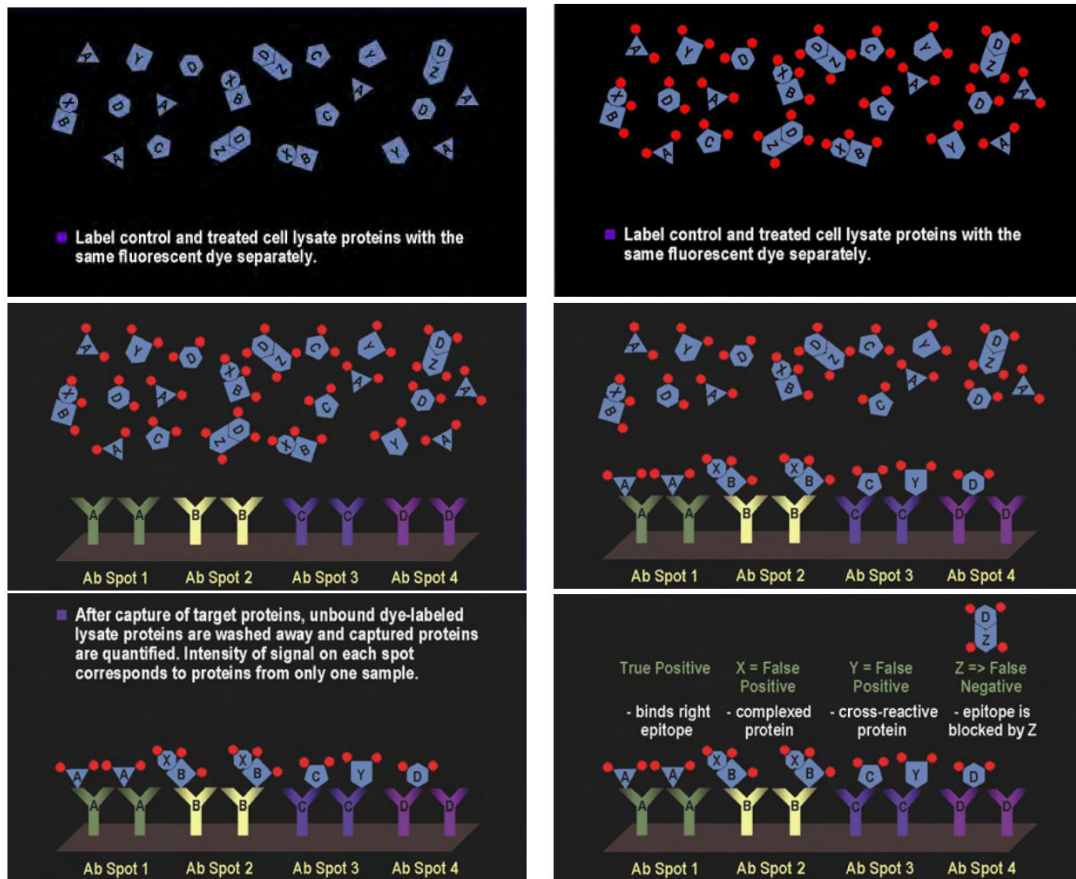 A Y D D Z C Y D Z
X B D A X B A C D A
A C Z D X B Y A
Label control and treated cell lysate proteins with the
same fluorescent dye separately.
A Y D D Z C Y D Z
X B D A X B A C D A
A C Z D X B Y A
Label control and treated cell lysate proteins with the
same fluorescent dye separately.
A Y D D Z C Y D Z
X B D A X B A C D A
A C Z D X B Y A
A A B B C C D D
Ab Spot 1 Ab Spot 2 Ab Spot 3 Ab Spot 4
A Y D D Z C Y D Z
X B D A X B A C D A
A A X B X B C Y D
A A B B C C D D
Ab Spot 1 Ab Spot 2 Ab Spot 3 Ab Spot 4
After capture of target proteins, unbound dye-labeled
lysate proteins are washed away and captured proteins
are quantified. Intensity of signal on each spot
corresponds to proteins from only one sample.
A A X B X B C Y D
A A B B C C D D
Ab Spot 1 Ab Spot 2 Ab Spot 3 Ab Spot 4
D
Z
True Positive X = False Y = False Z => False
Positive Positive Negative
- binds right - complexed - cross-reactive - epitope is
epitope protein protein blocked by Z
A A X B X B C Y D
A A B B C C D D
Ab Spot 1 Ab Spot 2 Ab Spot 3 Ab Spot 4